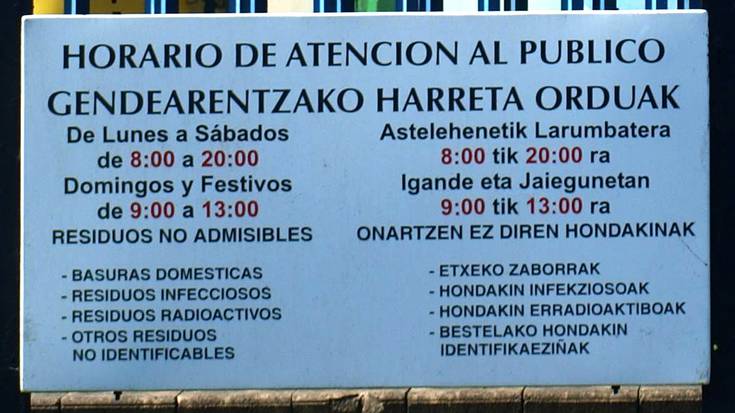 HORARIO DE ATENCION AL PUBLICO
GENDEARENTZAKO HARRETA ORDUAK
De Lunes a Sábados
de 8:00 a 20:00
Domingos y Festivos
de 9:00 a 13:00
RESIDUOS NO ADMISIBLES
- BASURAS DOMESTICAS
- RESIDUOS INFECCIOSOS
- RESIDUOS RADIOACTIVOS
- OTROS RESIDUOS
NO IDENTIFICABLES
Astelehenetik Larumbatera
8:00 tik 20:00 ra
Igande eta Jaiegunetan
9:00 tik 13:00 ra
ONARTZEN EZ DIREN HONDAKINAK
- ETXEKO ZABORRAK
- HONDAKIN INFEKZIOSOAK
- HONDAKIN ERRADIOAKTIBOAK
- BESTELAKO HONDAKIN
IDENTIFIKAEZIÑAK